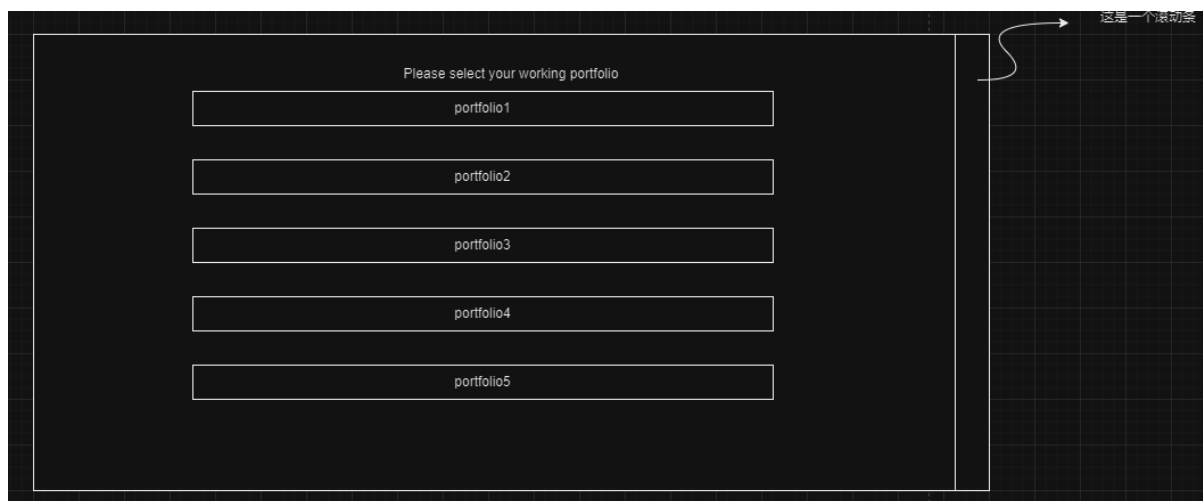 这是一个滚动条
Please select your working portfolio
portfolio1
portfolio2
portfolio3
portfolio4
portfolio5